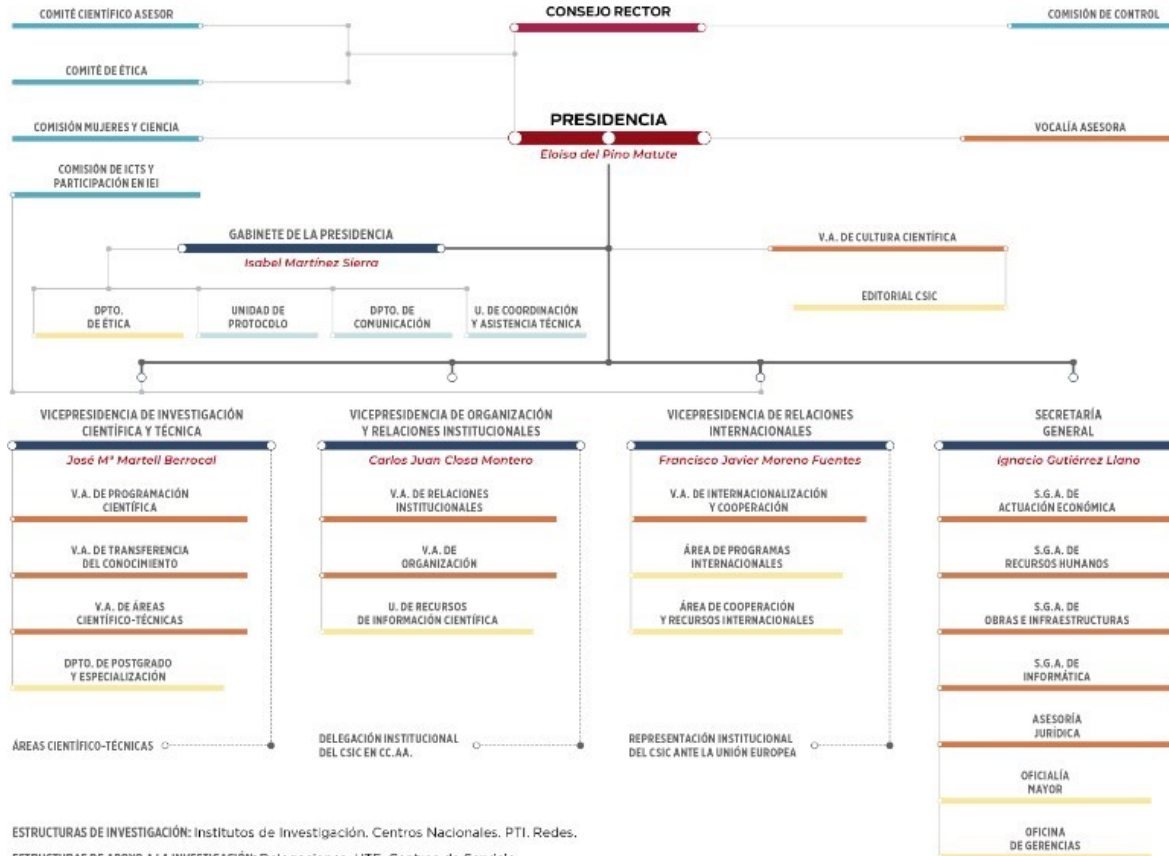 COMITÉ CIENTÍFICO ASESOR
CONSEJO RECTOR
COMISIÓN DE CONTROL
COMITÉ DE ÉTICA
COMISIÓN MUJERES Y CIENCIA
PRESIDENCIA
Eloísa del Pino Matute
VOCALÍA ASESORA
COMISIÓN DE ICTS Y
PARTICIPACIÓN EN IEI
GABINETE DE LA PRESIDENCIA
Isabel Martínez Sierra
V.A. DE CULTURA CIENTÍFICA
EDITORIAL CSIC
DPTO.
DE ÉTICA
UNIDAD DE
PROTOCOLO
DPTO. DE
COMUNICACIÓN
U. DE COORDINACIÓN
Y ASISTENCIA TÉCNICA
VICEPRESIDENCIA DE INVESTIGACIÓN
CIENTÍFICA Y TÉCNICA
José Mª Martell Berrocal
V.A. DE PROGRAMACIÓN
CIENTÍFICA
V.A. DE TRANSFERENCIA
DEL CONOCIMIENTO
V.A. DE ÁREAS
CIENTÍFICO-TÉCNICAS
DPTO. DE POSTGRADO
Y ESPECIALIZACIÓN
ÁREAS CIENTÍFICO-TÉCNICAS
VICEPRESIDENCIA DE ORGANIZACIÓN
Y RELACIONES INSTITUCIONALES
Carlos Juan Closa Montero
V.A. DE RELACIONES
INSTITUCIONALES
V.A. DE
ORGANIZACIÓN
U. DE RECURSOS
DE INFORMACIÓN CIENTÍFICA
DELEGACIÓN INSTITUCIONAL
DEL CSIC EN CC.AA.
VICEPRESIDENCIA DE RELACIONES
INTERNACIONALES
Francisco Javier Moreno Fuentes
V.A. DE INTERNACIONALIZACIÓN
Y COOPERACIÓN
ÁREA DE PROGRAMAS
INTERNACIONALES
ÁREA DE COOPERACIÓN
Y RECURSOS INTERNACIONALES
REPRESENTACIÓN INSTITUCIONAL
DEL CSIC ANTE LA UNIÓN EUROPEA
SECRETARÍA
GENERAL
Ignacio Gutiérrez Llano
S.G.A. DE
ACTUACIÓN ECONÓMICA
S.G.A. DE
RECURSOS HUMANOS
S.G.A. DE
OBRAS E INFRAESTRUCTURAS
S.G.A. DE
INFORMÁTICA
ASESORÍA
JURÍDICA
OFICIALÍA
MAYOR
OFICINA
DE GERENCIAS
ESTRUCTURAS DE INVESTIGACIÓN: Institutos de Investigación. Centros Nacionales. PTI. Redes.